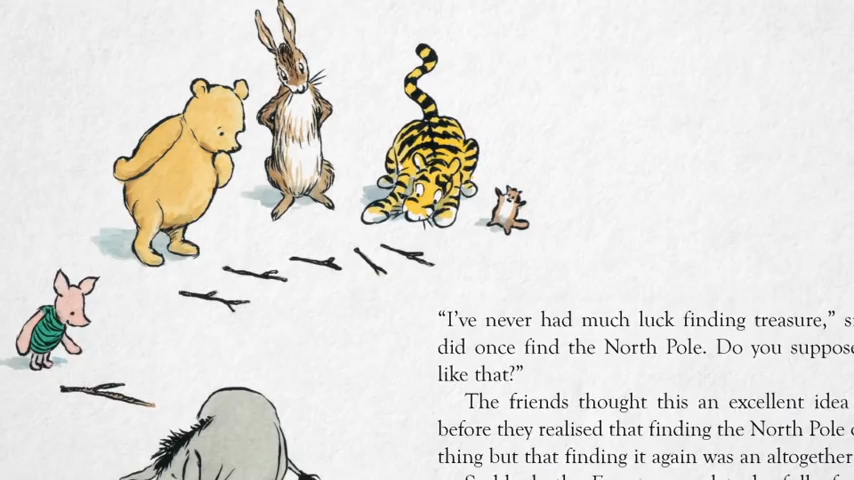 “I’ve never had much luck finding treasure,”
did once find the North Pole. Do you suppose
like that?”
The friends thought this an excellent idea
before they realised that finding the North Pole
thing but that finding it again was an altogether